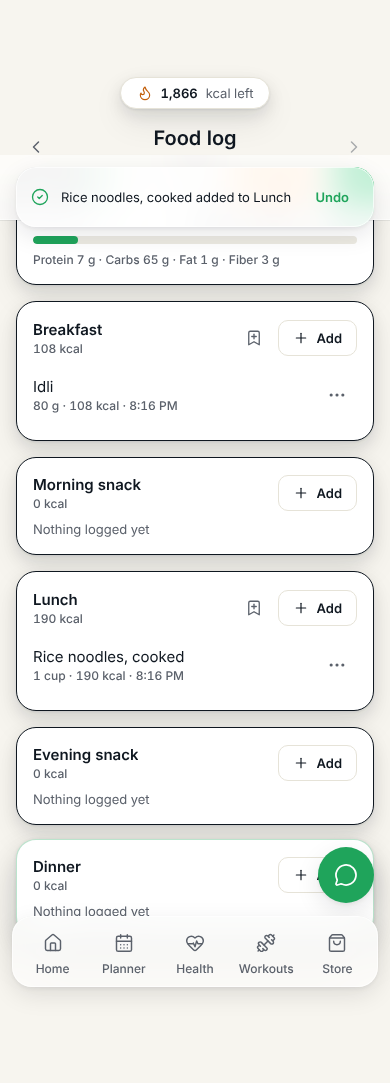 1,866 kcal left
Food log
Rice noodles, cooked added to Lunch Undo
Protein 7 g · Carbs 65 g · Fat 1 g · Fiber 3 g
Breakfast
108 kcal
Add
Idli
80 g · 108 kcal · 8:16 PM
Morning snack
0 kcal
Add
Nothing logged yet
Lunch
190 kcal
Add
Rice noodles, cooked
1 cup · 190 kcal · 8:16 PM
Evening snack
0 kcal
Add
Nothing logged yet
Dinner
0 kcal
Nothing logged yet
Home Planner Health Workouts Store